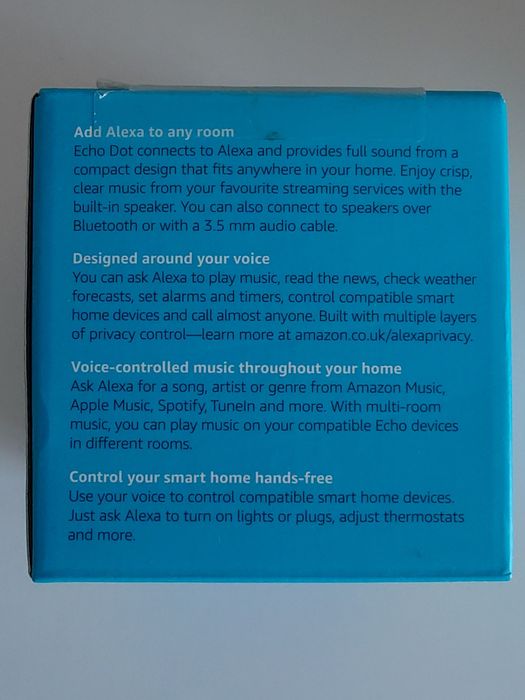 Add Alexa to any room
Echo Dot connects to Alexa and provides full sound from a
compact design that fits anywhere in your home. Enjoy crisp,
clear music from your favourite streaming services with the
built-in speaker. You can also connect to speakers over
Bluetooth or with a 3.5 mm audio cable.
Designed around your voice
You can ask Alexa to play music, read the news, check weather
forecasts, set alarms and timers, control compatible smart
home devices and call almost anyone. Built with multiple layers
of privacy control—learn more at amazon.co.uk/alexaprivacy.
Voice-controlled music throughout your home
Ask Alexa for a song, artist or genre from Amazon Music,
Apple Music, Spotify, TuneIn and more. With multi-room
music, you can play music on your compatible Echo devices
in different rooms.
Control your smart home hands-free
Use your voice to control compatible smart home devices.
Just ask Alexa to turn on lights or plugs, adjust thermostats
and more.